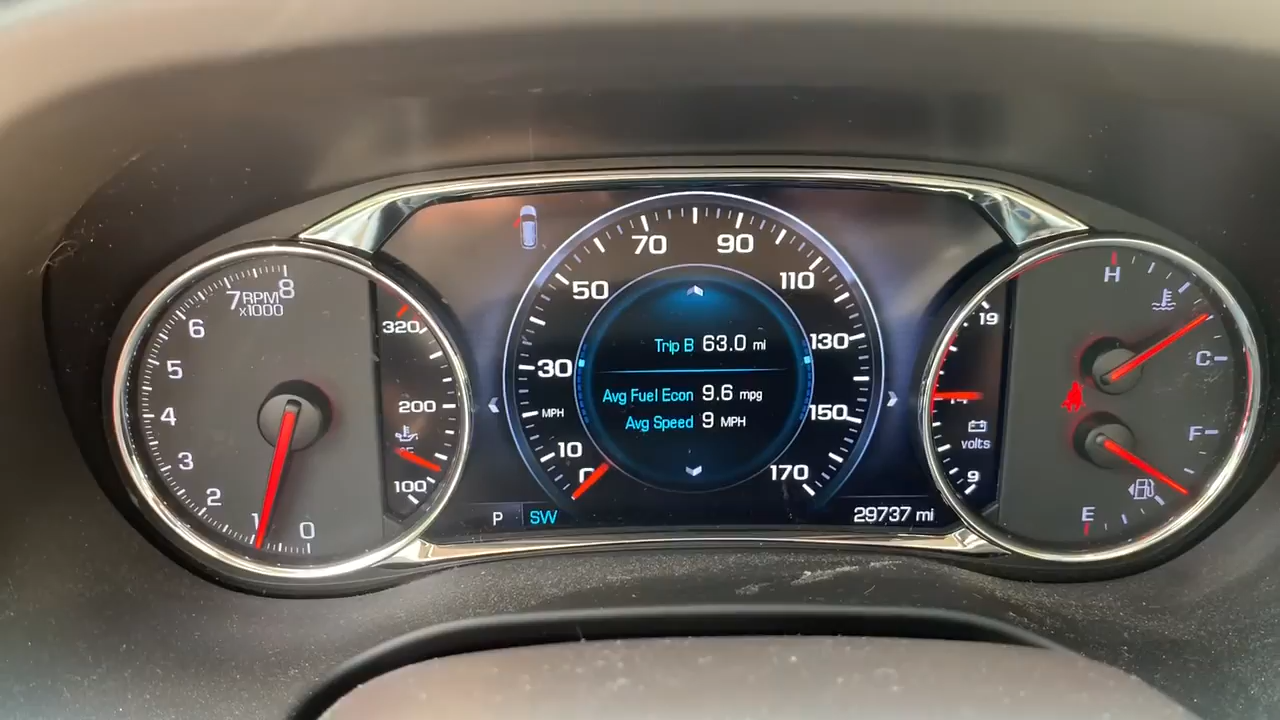 8
7 RPM
x1000
6
5
4
3
2
1
0
320
200
100
70
90
50
110
30
130
MPH
150
10
0
170
Trip B 63.0 mi
Avg Fuel Econ 9.6 mpg
Avg Speed 9 MPH
P SW
29737 mi
19
14
volts
9
H
C
F
E